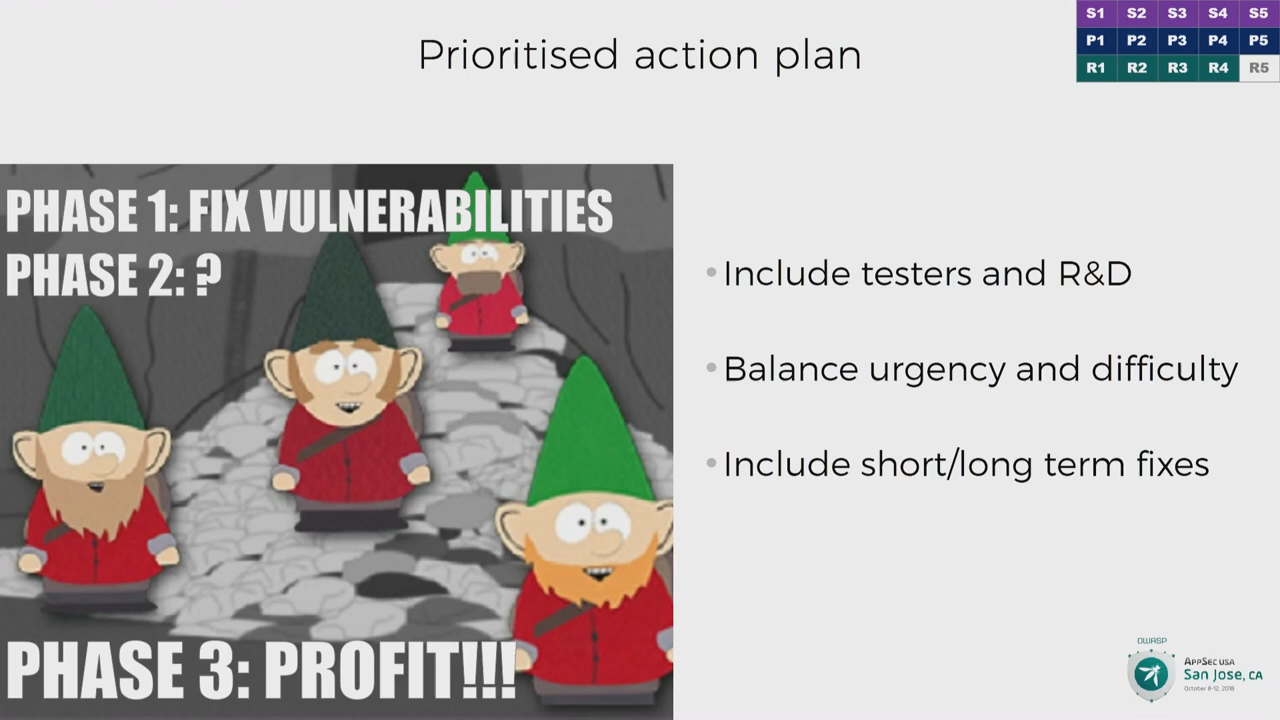 Prioritised action plan
S1 S2 S3 S4 S5
P1 P2 P3 P4 P5
R1 R2 R3 R4 R5
PHASE 1: FIX VULNERABILITIES
PHASE 2: ?
PHASE 3: PROFIT!!!
Include testers and R&D
Balance urgency and difficulty
Include short/long term fixes
OWASP
AppSec USA
San Jose, CA
October 8-12, 2018